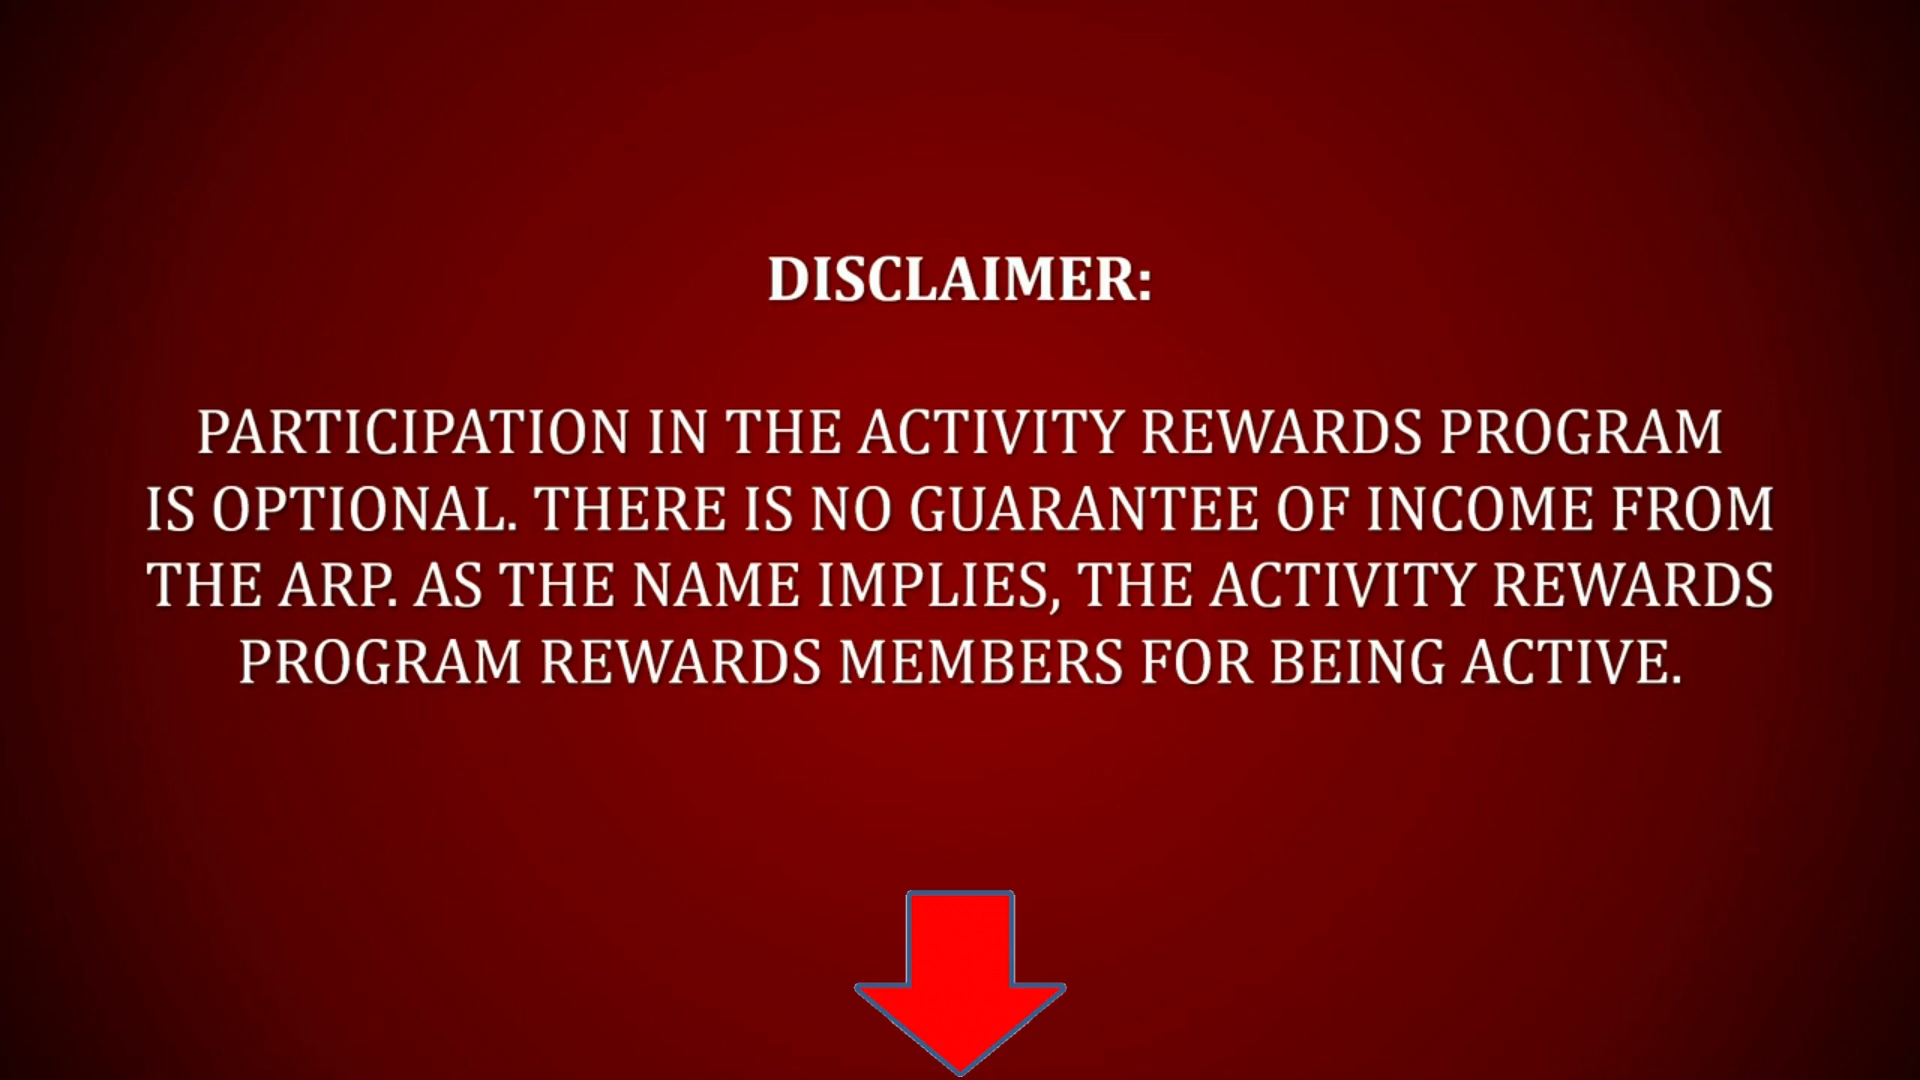 DISCLAIMER:
PARTICIPATION IN THE ACTIVITY REWARDS PROGRAM
IS OPTIONAL. THERE IS NO GUARANTEE OF INCOME FROM
THE ARP. AS THE NAME IMPLIES, THE ACTIVITY REWARDS
PROGRAM REWARDS MEMBERS FOR BEING ACTIVE.